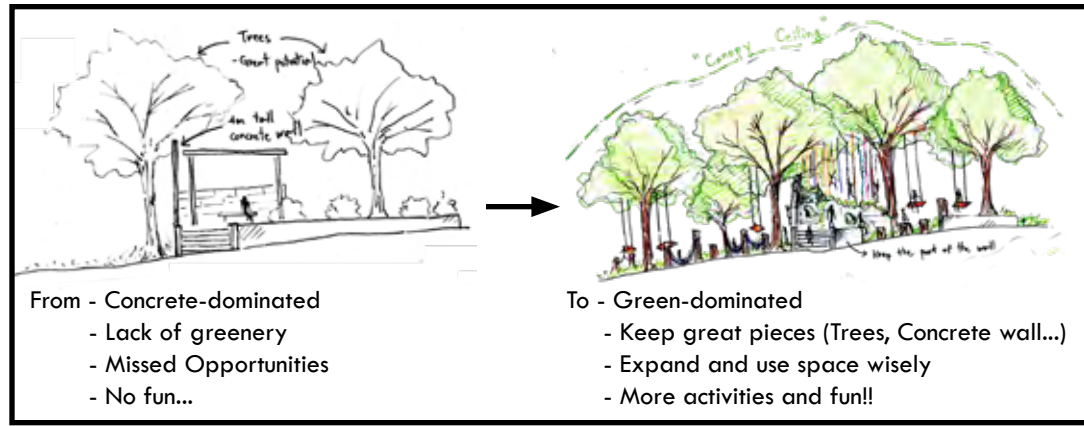 Trees
- Great potential
4m tall
concrete wall
"Canopy Ceiling"
keep the part of the wall
From - Concrete-dominated
- Lack of greenery
- Missed Opportunities
- No fun...
To - Green-dominated
- Keep great pieces (Trees, Concrete wall...)
- Expand and use space wisely
- More activities and fun!!